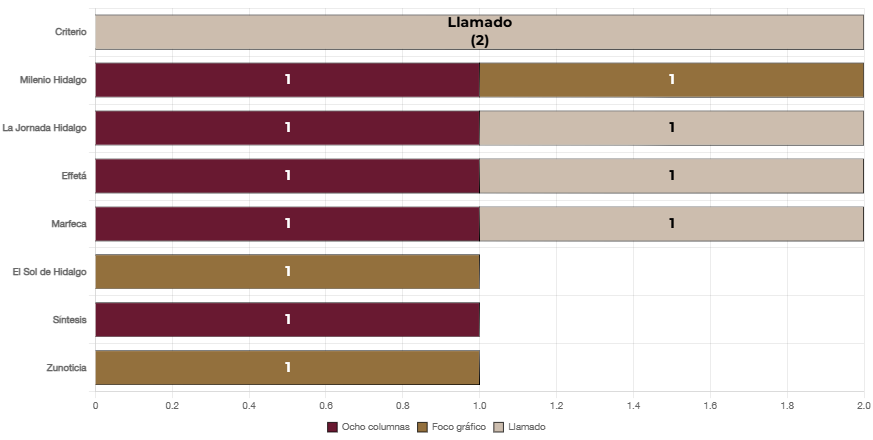 Llamado
(2)
Criterio
Milenio Hidalgo 1 1
La Jornada Hidalgo 1 1
Effetá 1 1
Marfeca 1 1
El Sol de Hidalgo 1
Síntesis 1
Zunoticia 1
0 0.2 0.4 0.6 0.8 1.0 1.2 1.4 1.6 1.8 2.0
Ocho columnas Foco gráfico Llamado